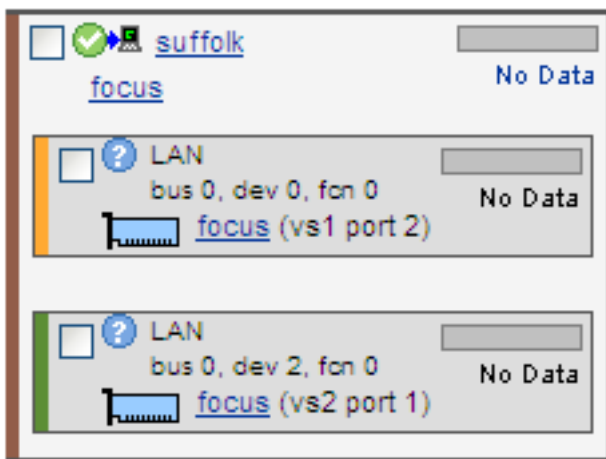 suffolk
No Data
focus
LAN
bus 0, dev 0, fcn 0
No Data
focus (vs1 port 2)
LAN
bus 0, dev 2, fcn 0
No Data
focus (vs2 port 1)